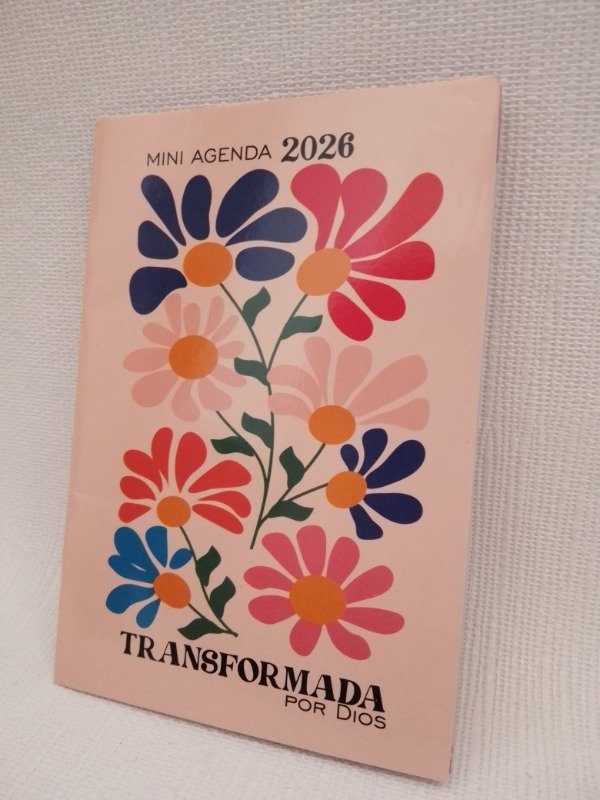 MINI AGENDA 2026
TRANSFORMADA
POR DIOS